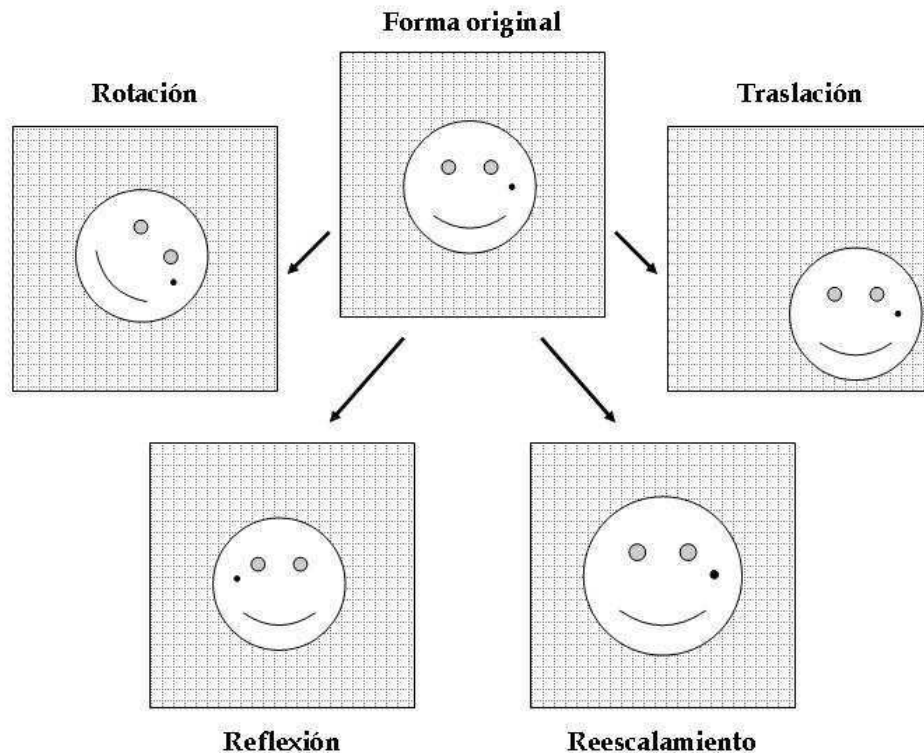 Forma original
Rotación
Traslación
Reflexión
Reescalamiento